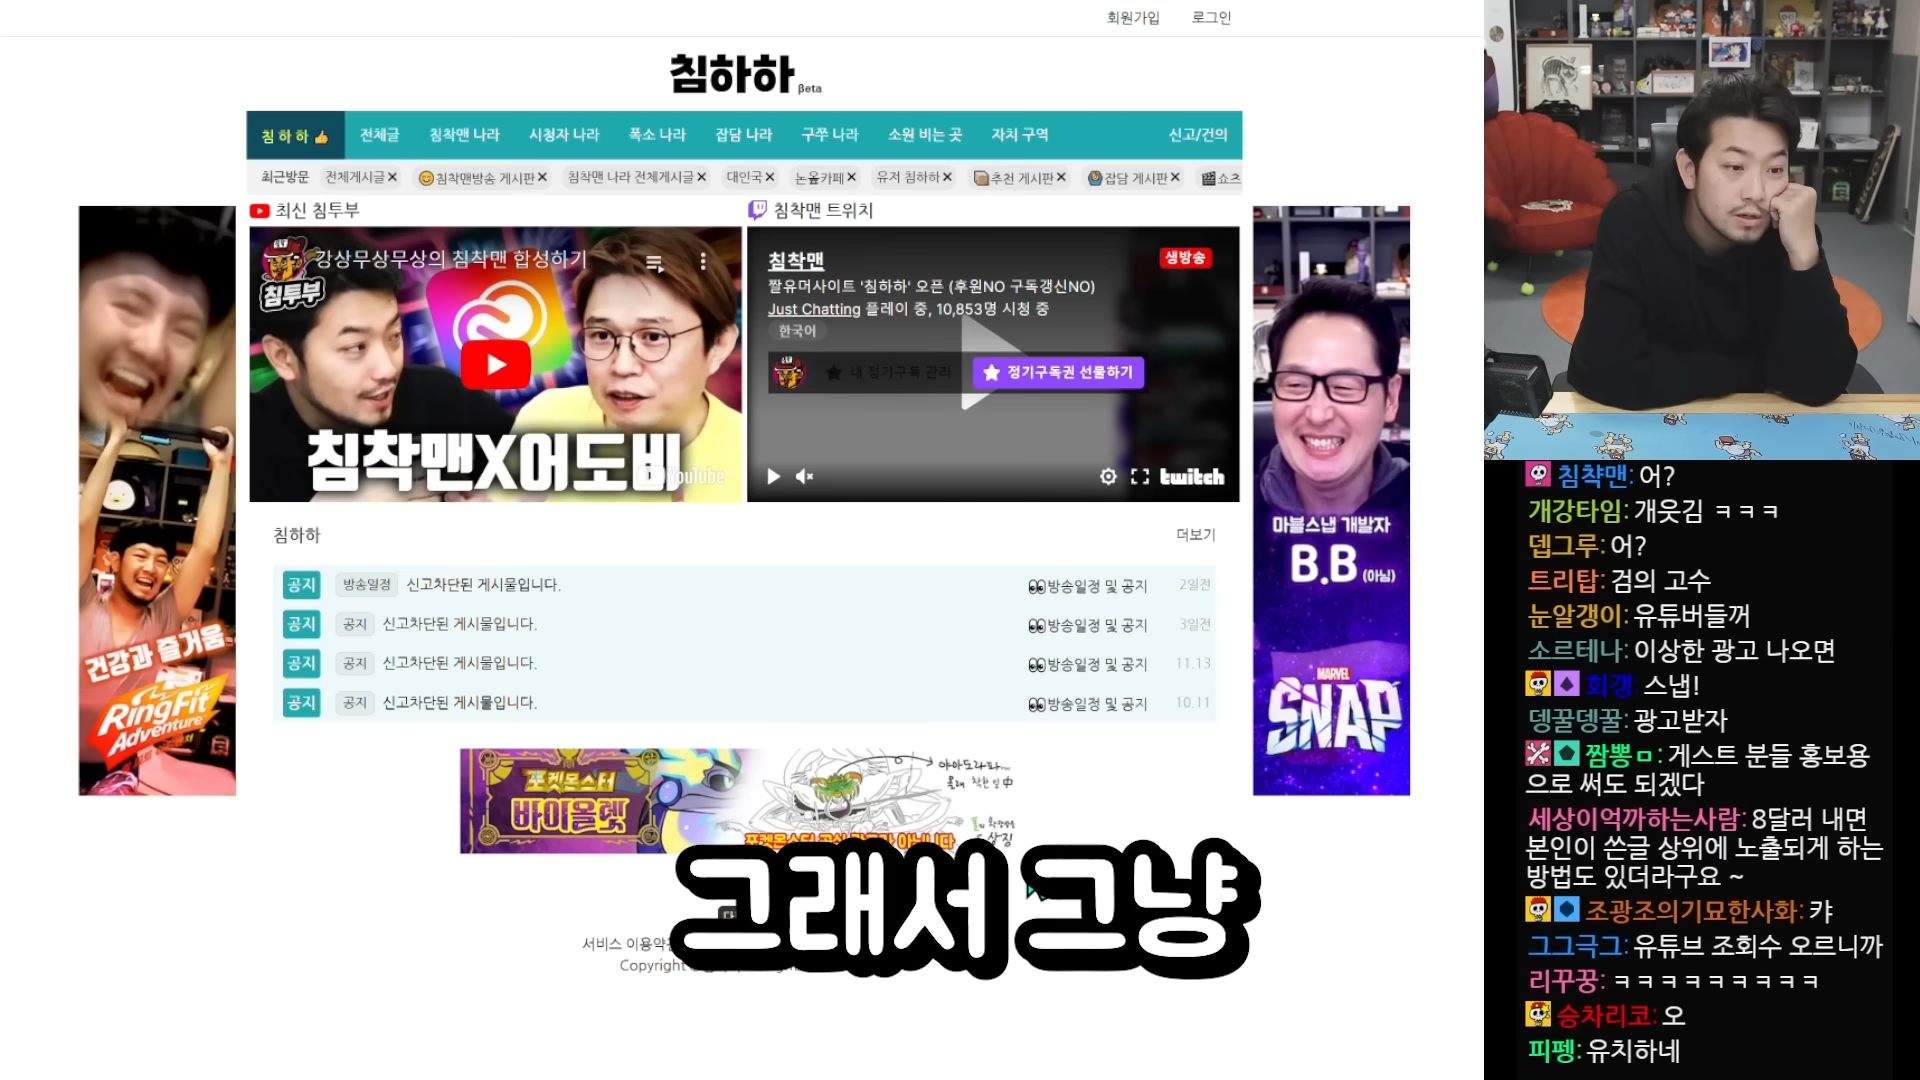 회원가입 로그인
침하하 βeta
침하하👍 전체글 침착맨 나라 시청자 나라 폭소 나라 잡담 나라 구쭈 나라 소원 비는 곳 자치 구역 신고/건의
최근방문 전체게시글✕ 침착맨방송 게시판✕ 침착맨 나라 전체게시글✕ 대인국✕ 논올카페✕ 유저 침하하✕ 추천 게시판✕ 잡담 게시판✕ 쇼츠
최신 침투부
침착맨 트위치
강상무상무상의 침착맨 합성하기
침투부
침착맨X어도비
YouTube
침착맨 생방송
짤유머사이트 '침하하' 오픈 (후원NO 구독갱신NO)
Just Chatting 플레이 중, 10,853명 시청 중
한국어
내 정기구독 관리 정기구독권 선물하기
twitch
건강과 즐거움
RingFit
Adventure
마블스냅 개발자
B.B (아님)
MARVEL
SNAP
침하하 더보기
공지 방송일정 신고차단된 게시물입니다. 👀방송일정 및 공지 2일전
공지 공지 신고차단된 게시물입니다. 👀방송일정 및 공지 3일전
공지 공지 신고차단된 게시물입니다. 👀방송일정 및 공지 11.13
공지 공지 신고차단된 게시물입니다. 👀방송일정 및 공지 10.11
포켓몬스터
바이올렛
그래서 그냥
서비스 이용약관
Copyright
침챡맨: 어?
개강타임: 개웃김 ㅋㅋㅋ
뎁그루: 어?
트리탑: 검의 고수
눈알갱이: 유튜버들꺼
소르테나: 이상한 광고 나오면
회갱: 스냅!
뎅꿀뎅꿀: 광고받자
짬뽕ㅁ: 게스트 분들 홍보용
으로 써도 되겠다
세상이억까하는사람: 8달러 내면
본인이 쓴글 상위에 노출되게 하는
방법도 있더라구요 ~
조광조의기묘한사화: 캬
그그극그: 유튜브 조회수 오르니까
리꾸꿍: ㅋㅋㅋㅋㅋㅋㅋㅋㅋ
승차리코: 오
피펭: 유치하네